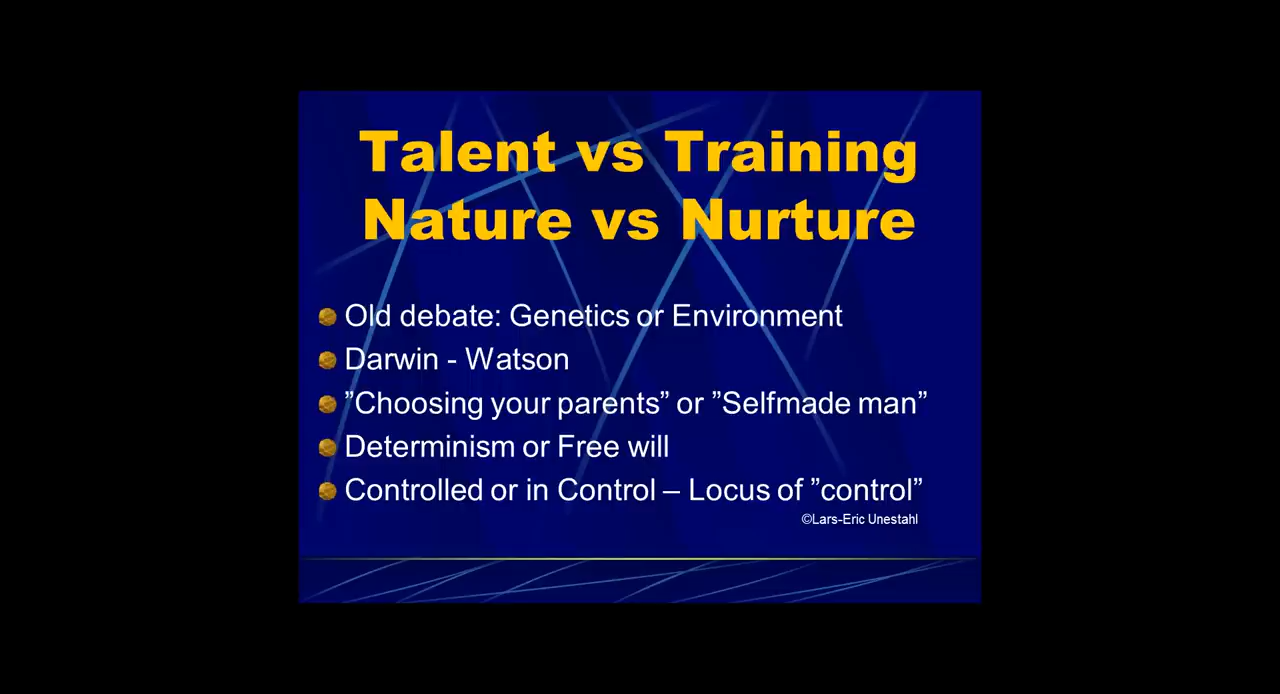 Talent vs Training
Nature vs Nurture
Old debate: Genetics or Environment
Darwin - Watson
”Choosing your parents” or ”Selfmade man”
Determinism or Free will
Controlled or in Control – Locus of ”control”
©Lars-Eric Unestahl